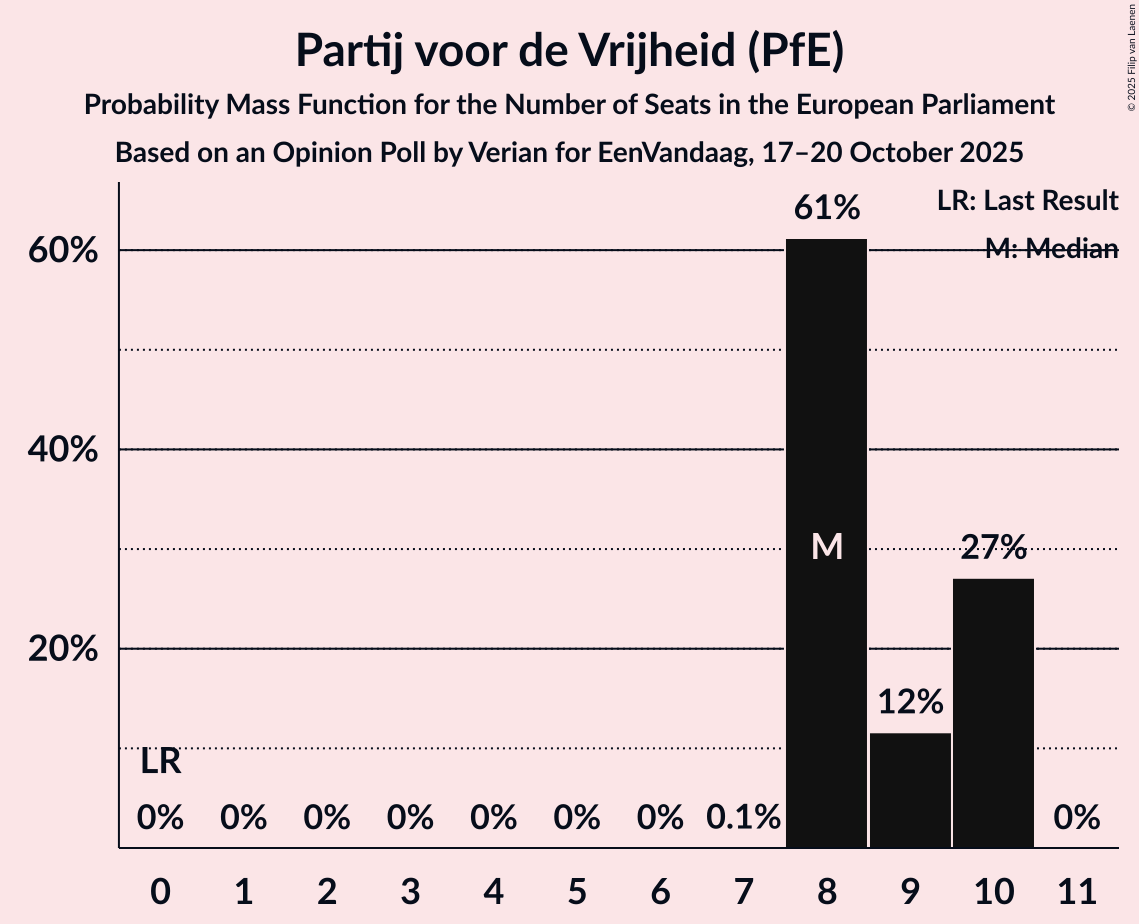 Partij voor de Vrijheid (PfE)
Probability Mass Function for the Number of Seats in the European Parliament
Based on an Opinion Poll by Verian for EenVandaag, 17–20 October 2025
© 2025 Filip van Laenen
LR: Last Result
M: Median
61%
60%
40%
M
27%
20%
12%
LR
0% 0% 0% 0% 0% 0% 0% 0.1% 0%
0 1 2 3 4 5 6 7 8 9 10 11